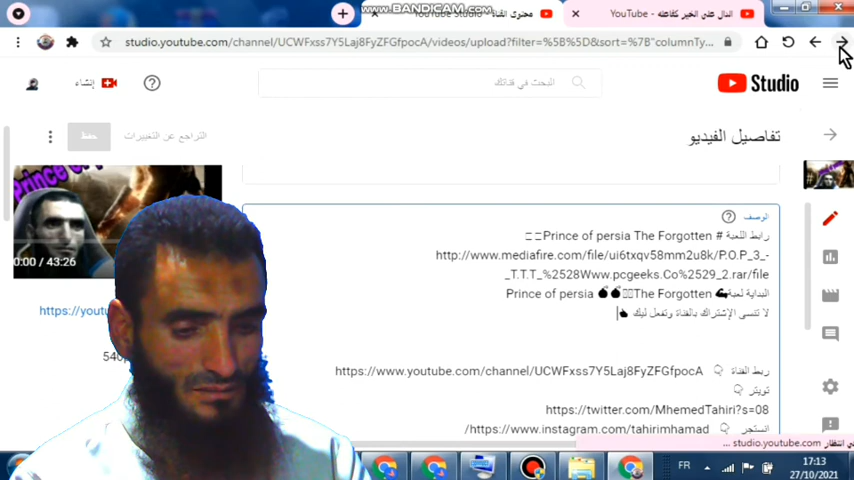 www.BANDICAM.com
الدال على الخير كفاعله - YouTube
محتوى القناة - YouTube Studio
studio.youtube.com/channel/UCWFxss7Y5Laj8FyZFGfpocA/videos/upload?filter=%5B%5D&sort=%7B"columnTy...
Studio
البحث في قناتك
إنشاء
تفاصيل الفيديو
التراجع عن التغييرات
حفظ
الوصف
رابط اللعبة # Prince of persia The Forgotten
http://www.mediafire.com/file/ui6txqv58mm2u8k/P.O.P_3_-
_T.T.T_%2528Www.pcgeeks.Co%2529_2.rar/file
البداية لعبة The Forgotten Prince of persia
لا تنسى الإشتراك بالقناة وتفعل ليك
ربط القناة https://www.youtube.com/channel/UCWFxss7Y5Laj8FyZFGfpocA
تويتر
https://twitter.com/MhemedTahiri?s=08
انستجر https://www.instagram.com/tahirimhamad/
0:00 / 43:26
https://yout
540
في انتظار studio.youtube.com ...
FR
17:13
27/10/2021